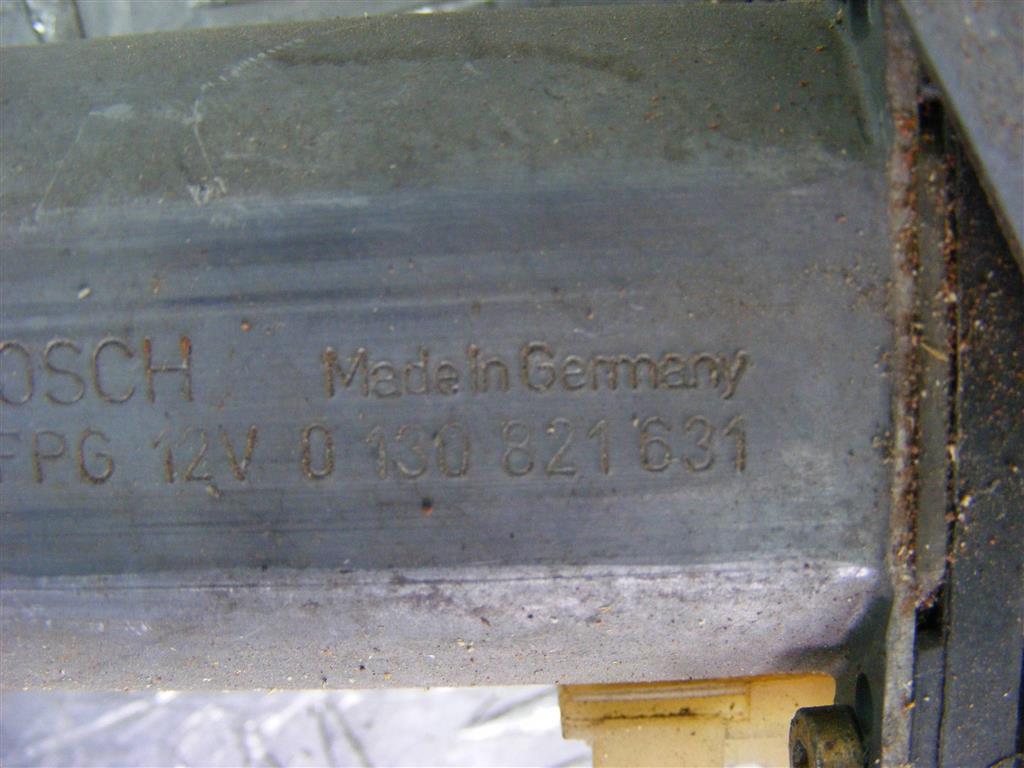 OSCH Made in Germany
FPG 12V 0 130 821 631